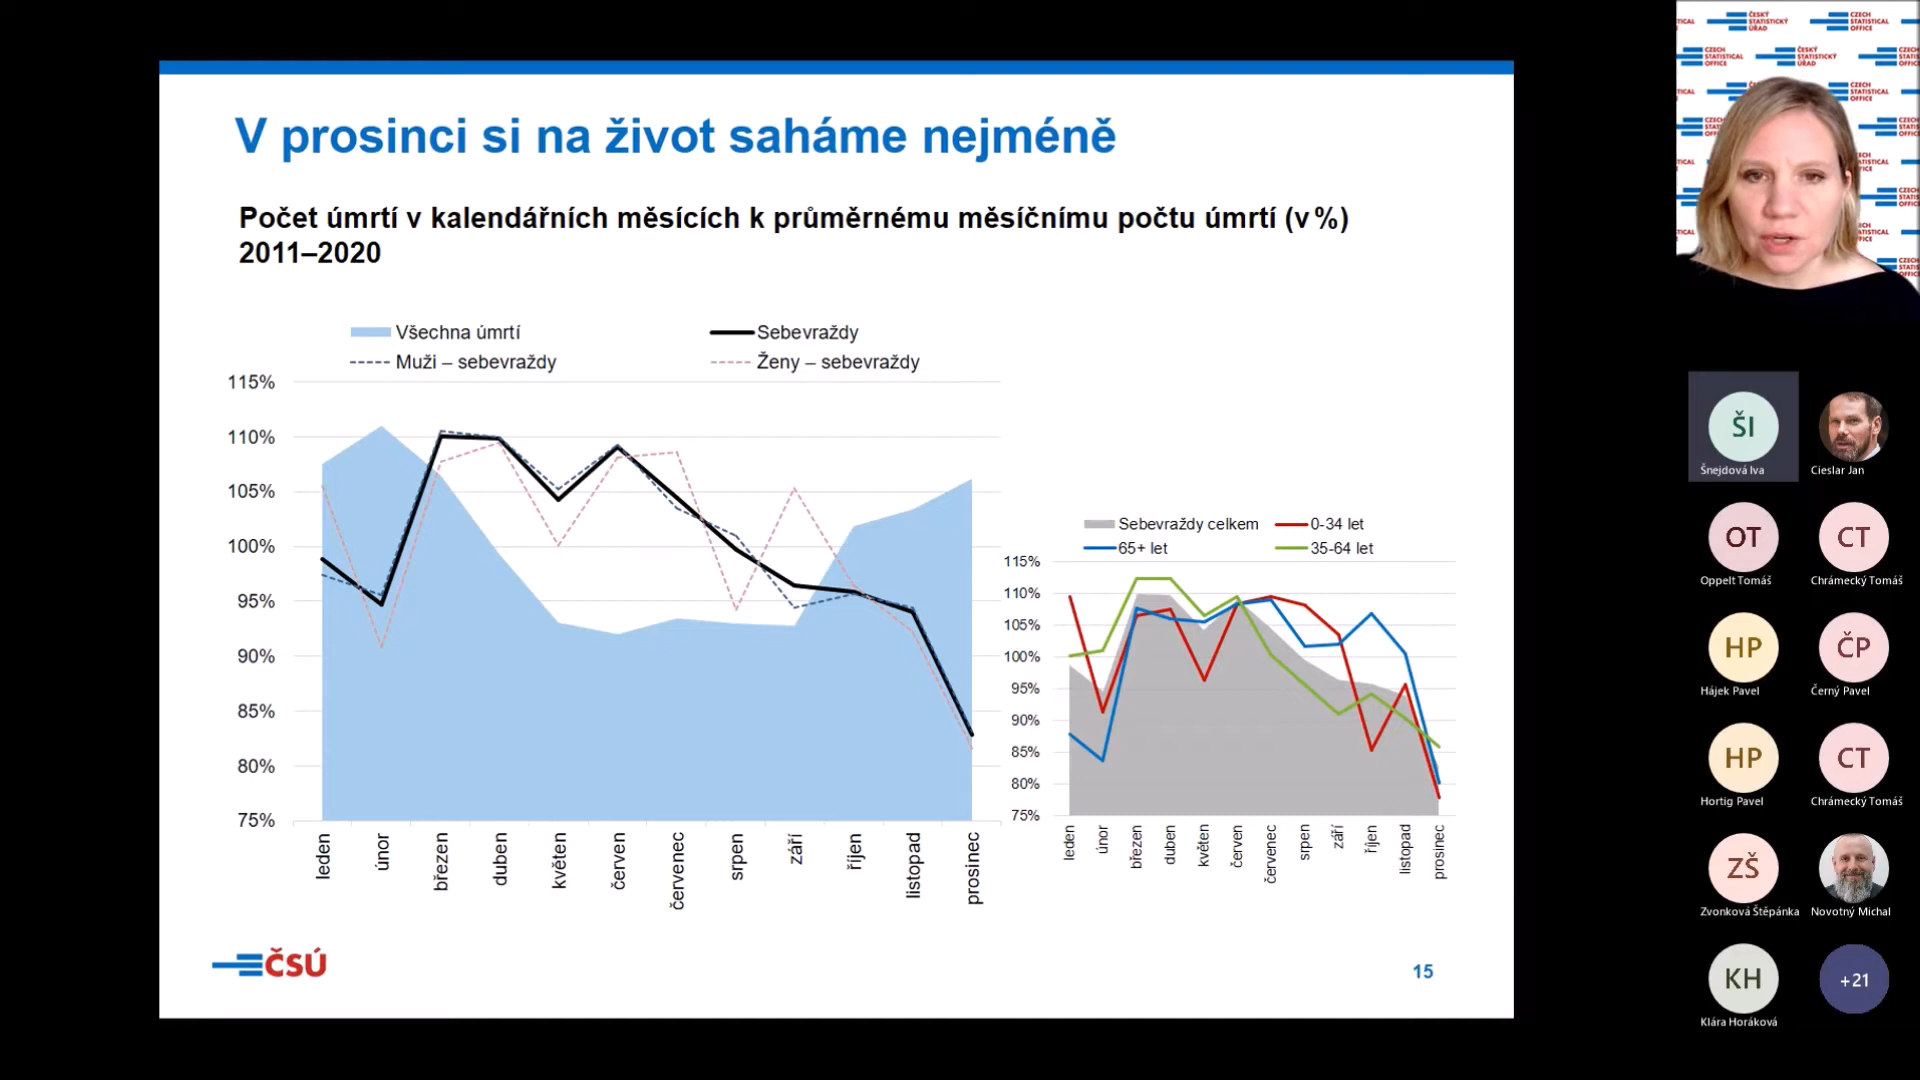 V prosinci si na život saháme nejméně
Počet úmrtí v kalendářních měsících k průměrnému měsíčnímu počtu úmrtí (v %)
2011–2020
Všechna úmrtí
Sebevraždy
Muži – sebevraždy
Ženy – sebevraždy
115%
110%
105%
100%
95%
90%
85%
80%
75%
leden
únor
březen
duben
květen
červen
červenec
srpen
září
říjen
listopad
prosinec
Sebevraždy celkem
0-34 let
65+ let
35-64 let
115%
110%
105%
100%
95%
90%
85%
80%
75%
leden
únor
březen
duben
květen
červen
červenec
srpen
září
říjen
listopad
prosinec
ČSÚ
15
ČESKÝ
STATISTICKÝ
ÚŘAD
CZECH
STATISTICAL
OFFICE
ŠI
Šnejdová Iva
Cieslar Jan
OT
Oppelt Tomáš
CT
Chrámecký Tomáš
HP
Hájek Pavel
ČP
Černý Pavel
HP
Hortig Pavel
CT
Chrámecký Tomáš
ZŠ
Zvonková Štěpánka
Novotný Michal
KH
Klára Horáková
+21